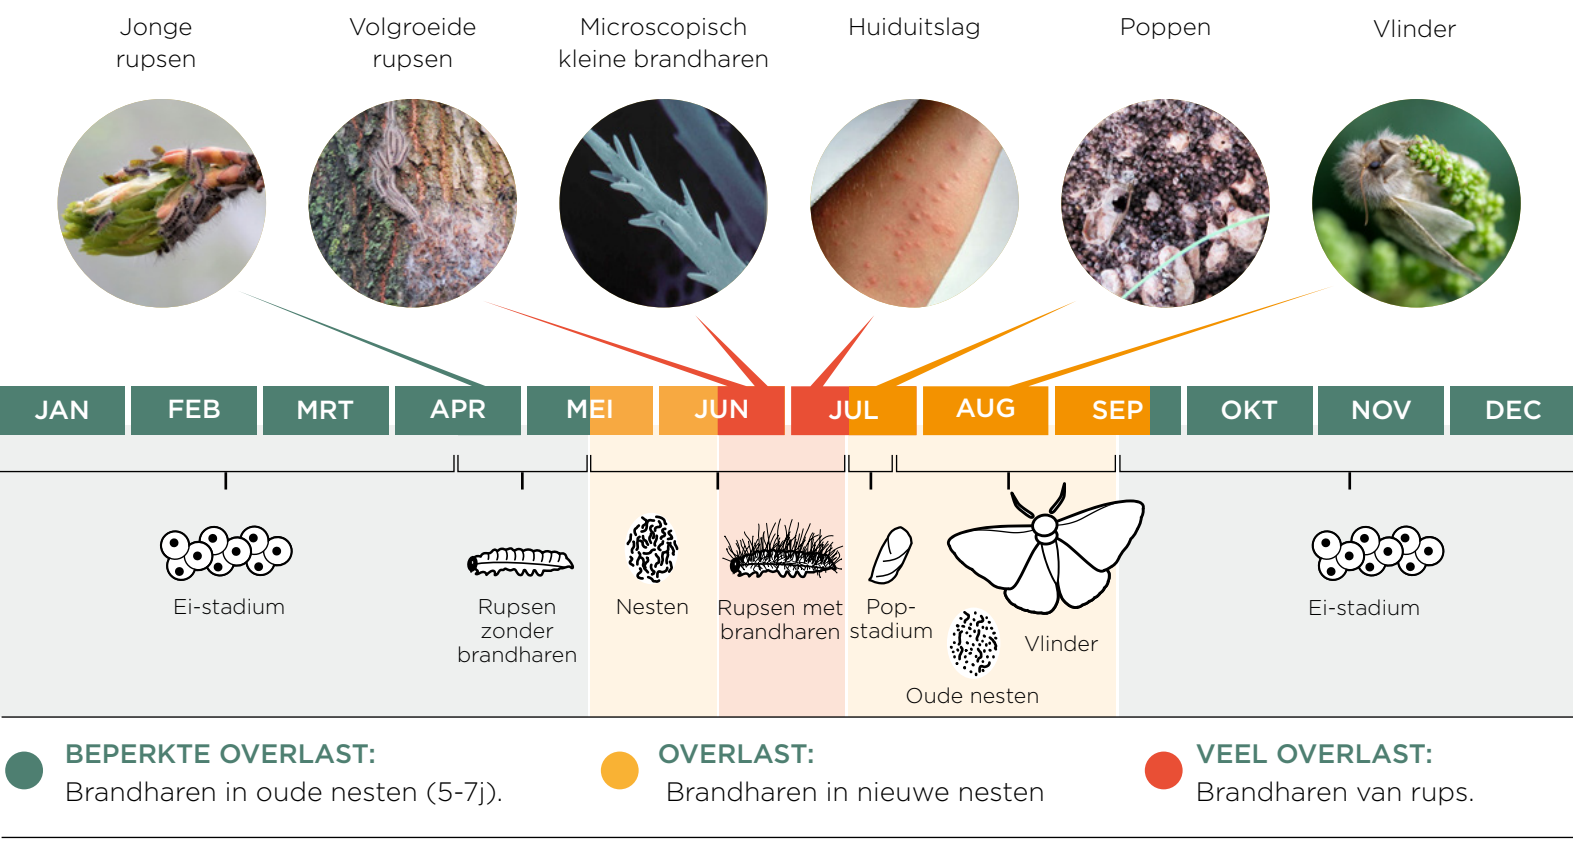 Jonge
rupsen
Volgroeide
rupsen
Microscopisch
kleine brandharen
Huiduitslag
Poppen
Vlinder
JAN
FEB
MRT
APR
MEI
JUN
JUL
AUG
SEP
OKT
NOV
DEC
Ei-stadium
Rupsen
zonder
brandharen
Nesten
Rupsen met
brandharen
Pop-
stadium
Vlinder
Oude nesten
Ei-stadium
BEPERKTE OVERLAST:
Brandharen in oude nesten (5-7j).
OVERLAST:
Brandharen in nieuwe nesten
VEEL OVERLAST:
Brandharen van rups.